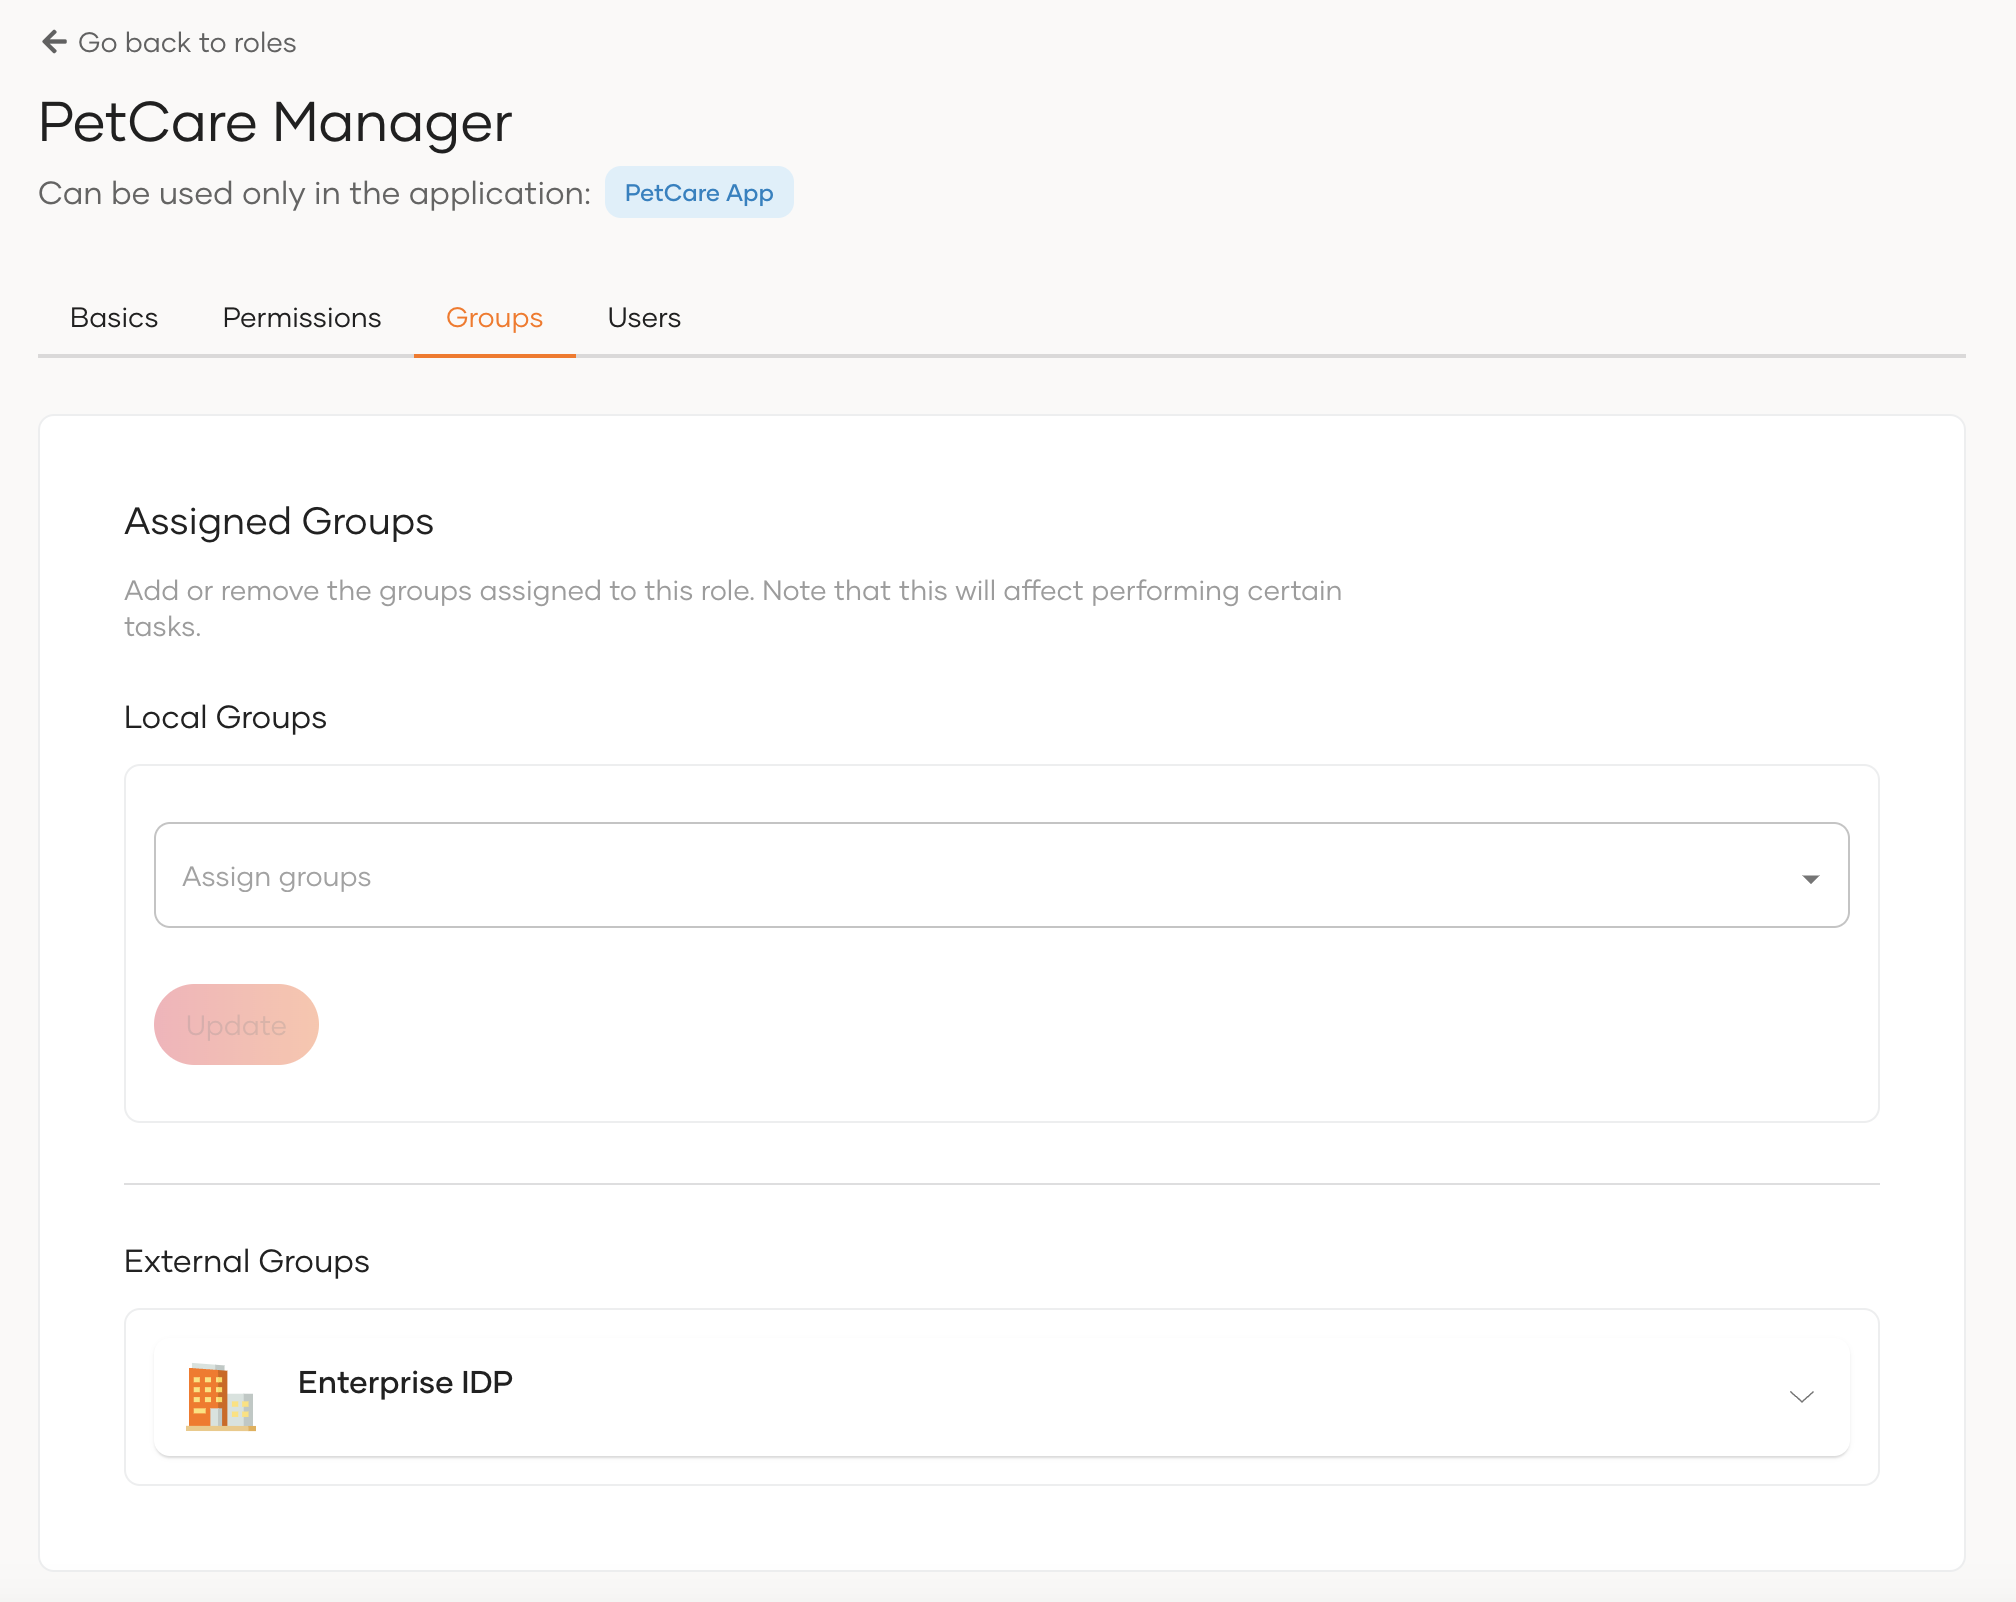 Go back to roles
PetCare Manager
Can be used only in the application: PetCare App
Basics Permissions Groups Users
Assigned Groups
Add or remove the groups assigned to this role. Note that this will affect performing certain
tasks.
Local Groups
Assign groups
Update
External Groups
Enterprise IDP